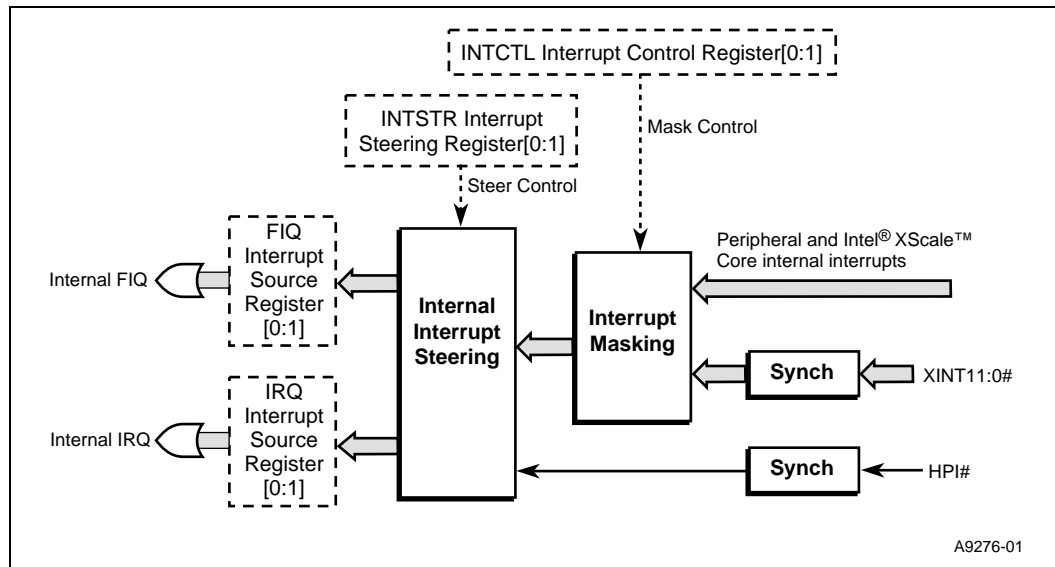 INTCTL Interrupt Control Register[0:1]
INTSTR Interrupt
Steering Register[0:1]
Mask Control
Steer Control
FIQ
Interrupt
Source
Register
[0:1]
Internal FIQ
Internal
Interrupt
Steering
Interrupt
Masking
Peripheral and Intel® XScale™
Core internal interrupts
Synch
XINT11:0#
IRQ
Interrupt
Source
Register
[0:1]
Internal IRQ
Synch
HPI#
A9276-01